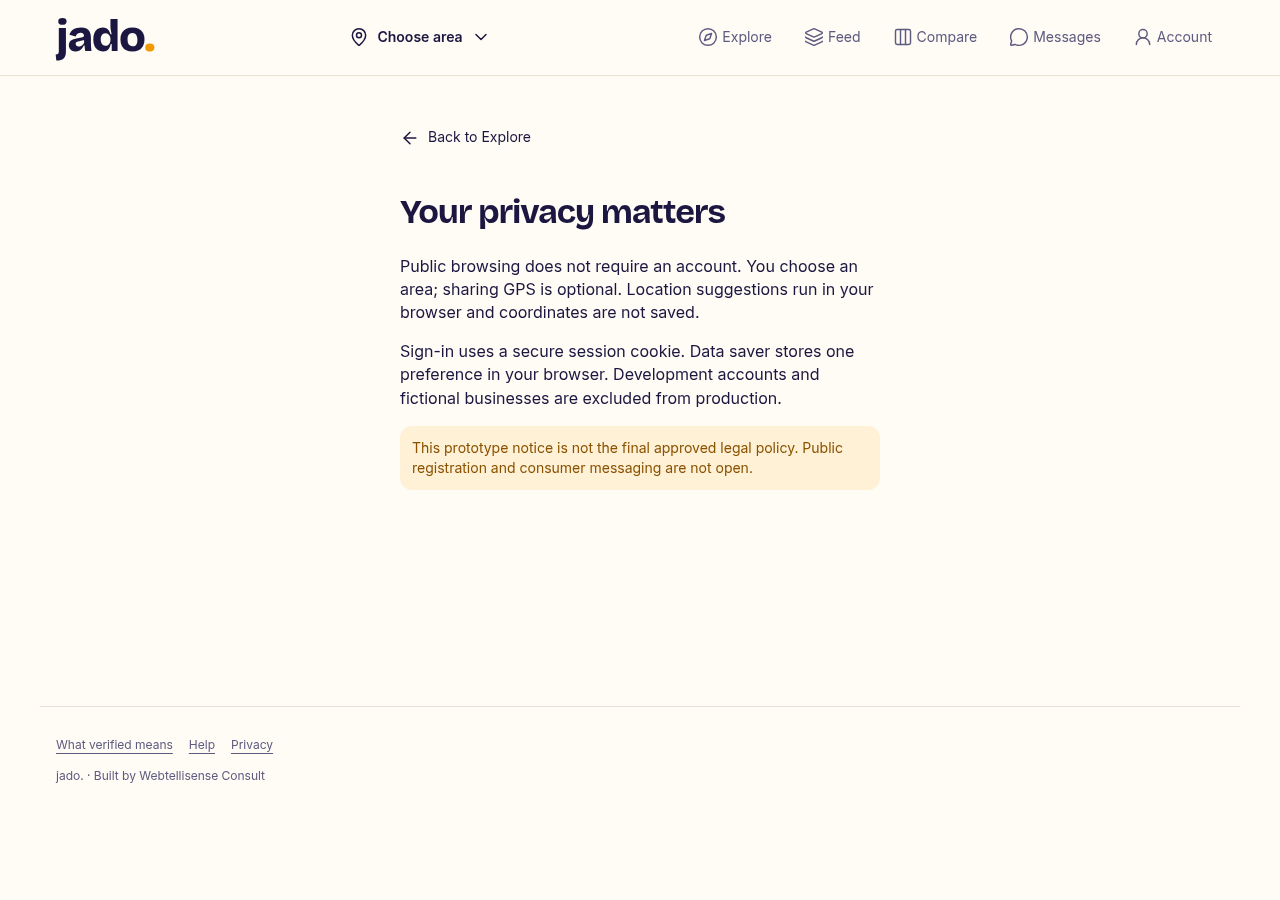 jado.
Choose area
Explore
Feed
Compare
Messages
Account
Back to Explore
Your privacy matters
Public browsing does not require an account. You choose an
area; sharing GPS is optional. Location suggestions run in your
browser and coordinates are not saved.
Sign-in uses a secure session cookie. Data saver stores one
preference in your browser. Development accounts and
fictional businesses are excluded from production.
This prototype notice is not the final approved legal policy. Public
registration and consumer messaging are not open.
What verified means
Help
Privacy
jado. · Built by Webtellisense Consult